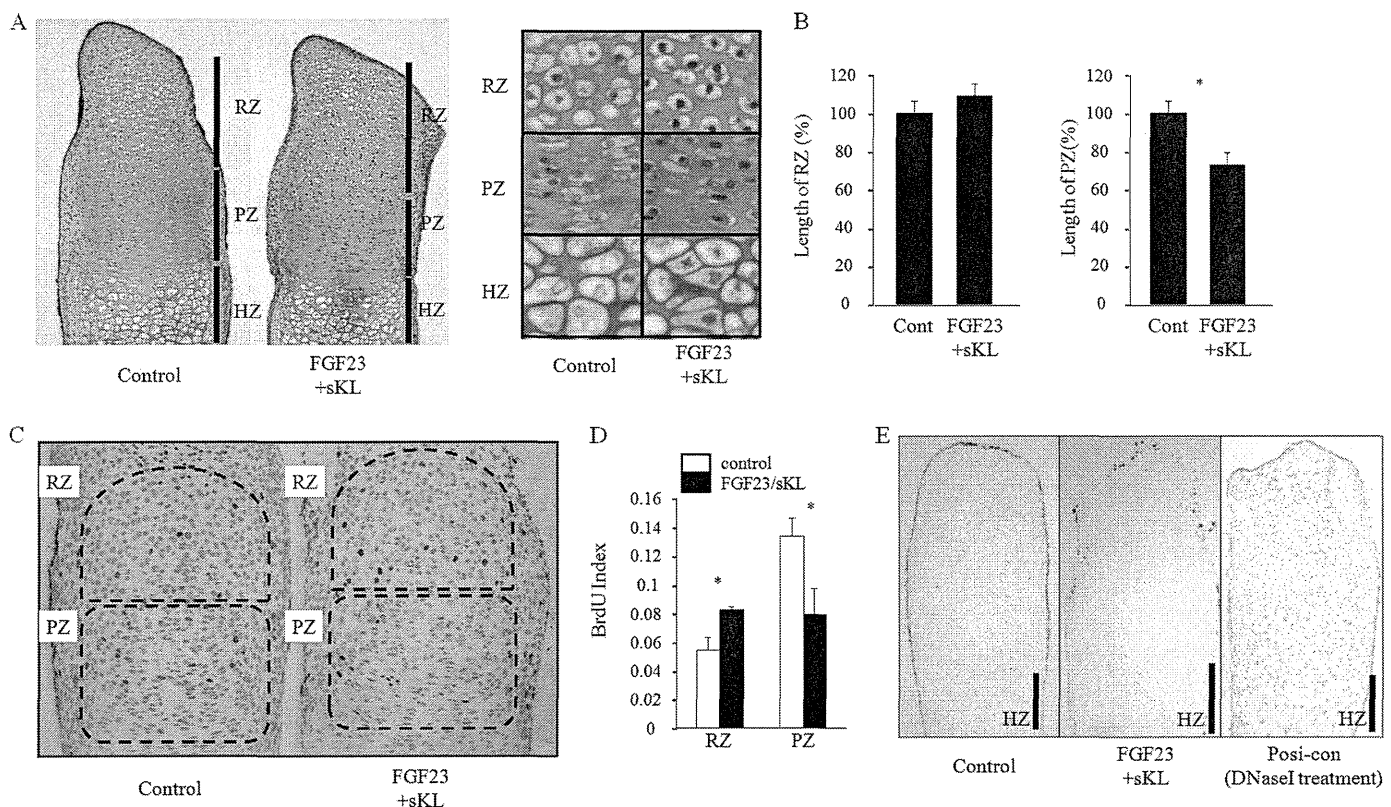 A
RZ
PZ
HZ
RZ
PZ
HZ
Control
FGF23
+sKL
RZ
PZ
HZ
Control
FGF23
+sKL
B
Length of RZ (%)
120
100
80
60
40
20
0
Cont
FGF23
+sKL
Length of PZ(%)
120
100
80
60
40
120
0
*
Cont
FGF23
+sKL
C
RZ
PZ
RZ
PZ
Control
FGF23
+sKL
D
control
FGF23/sKL
BrdU Index
0.16
0.14
0.12
0.1
0.08
0.06
0.04
0.02
0
*
*
RZ
PZ
E
HZ
HZ
HZ
Control
FGF23
+sKL
Posi-con
(DNaseI treatment)